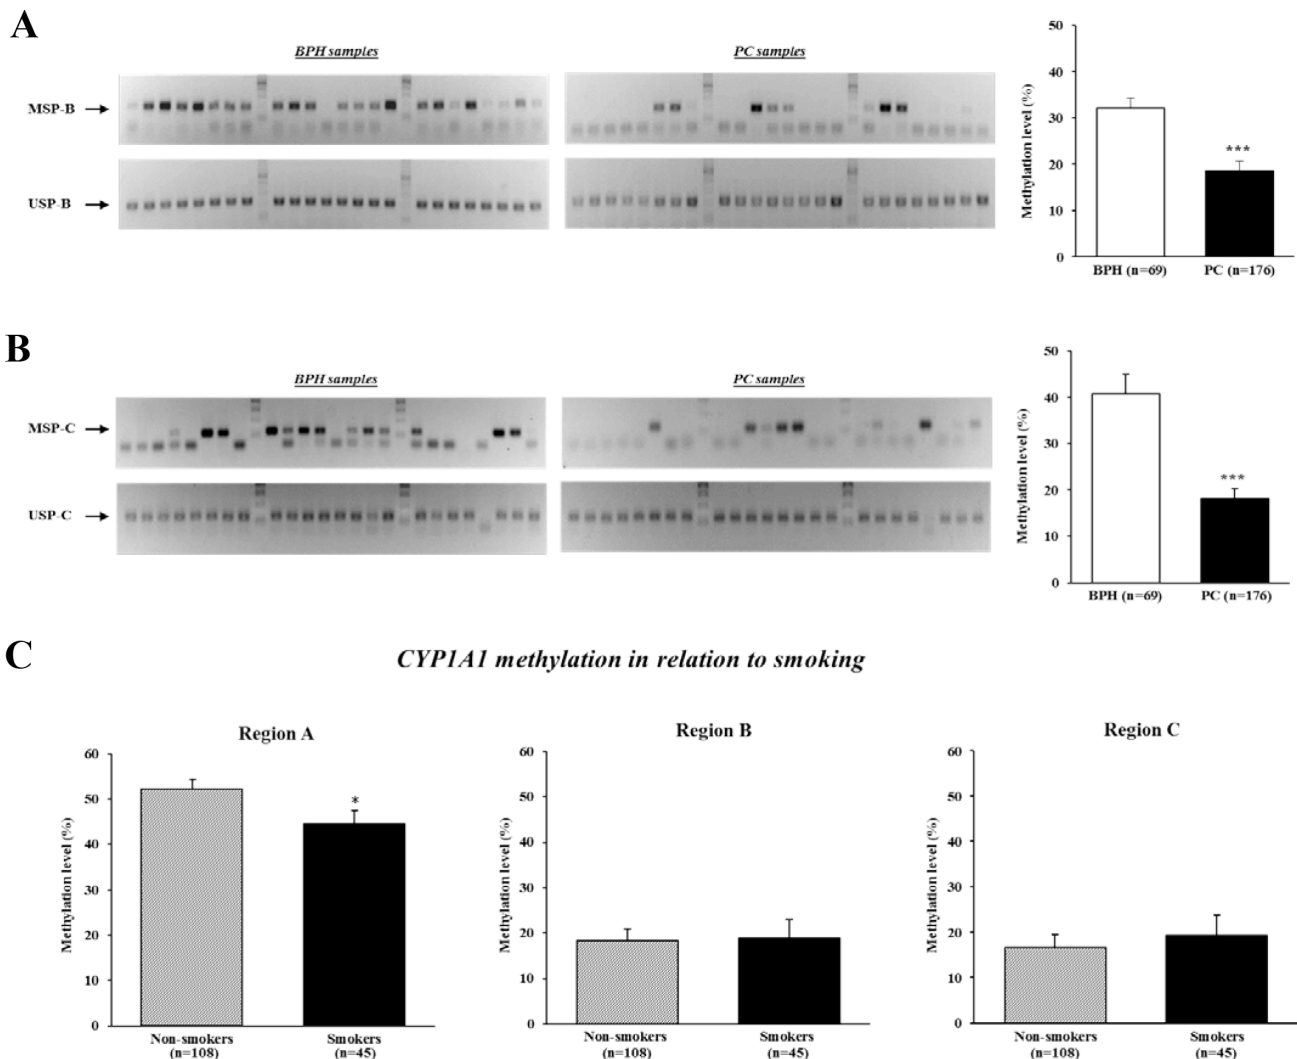 A
BPH samples
PC samples
MSP-B
USP-B
Methylation level (%)
50
40
30
20
10
0
***
BPH (n=69)
PC (n=176)
B
BPH samples
PC samples
MSP-C
USP-C
Methylation level (%)
50
40
30
20
10
0
***
BPH (n=69)
PC (n=176)
C
CYP1A1 methylation in relation to smoking
Region A
Methylation level (%)
60
50
40
30
20
10
0
*
Non-smokers
(n=108)
Smokers
(n=45)
Region B
Methylation level (%)
60
50
40
30
20
10
0
Non-smokers
(n=108)
Smokers
(n=45)
Region C
Methylation level (%)
60
50
40
30
20
10
0
Non-smokers
(n=108)
Smokers
(n=45)